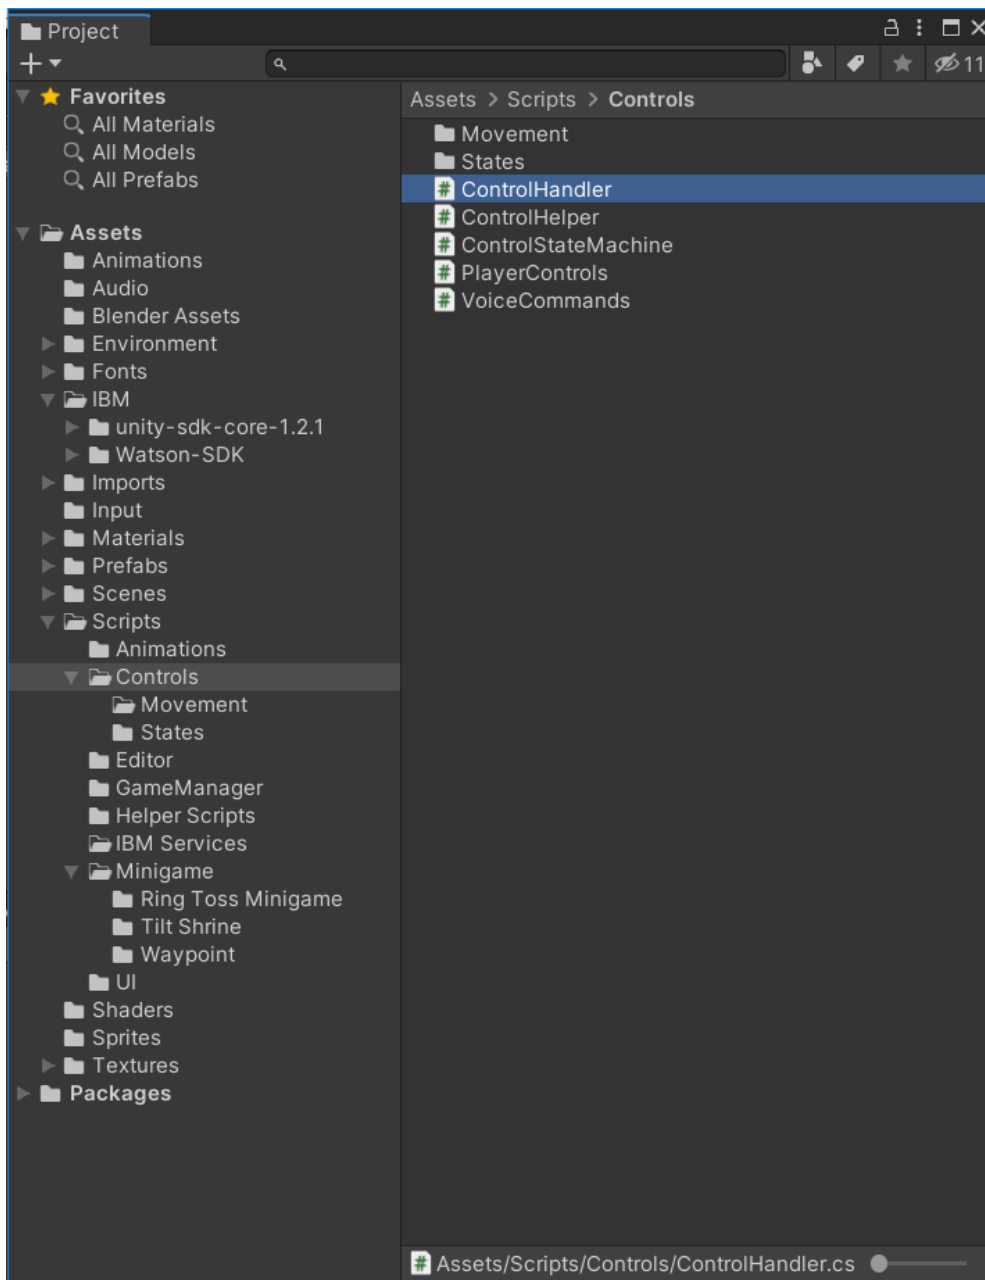 Project
11
Favorites
All Materials
All Models
All Prefabs
Assets
Animations
Audio
Blender Assets
Environment
Fonts
IBM
unity-sdk-core-1.2.1
Watson-SDK
Imports
Input
Materials
Prefabs
Scenes
Scripts
Animations
Controls
Movement
States
Editor
GameManager
Helper Scripts
IBM Services
Minigame
Ring Toss Minigame
Tilt Shrine
Waypoint
UI
Shaders
Sprites
Textures
Packages
Assets > Scripts > Controls
Movement
States
ControlHandler
ControlHelper
ControlStateMachine
PlayerControls
VoiceCommands
Assets/Scripts/Controls/ControlHandler.cs